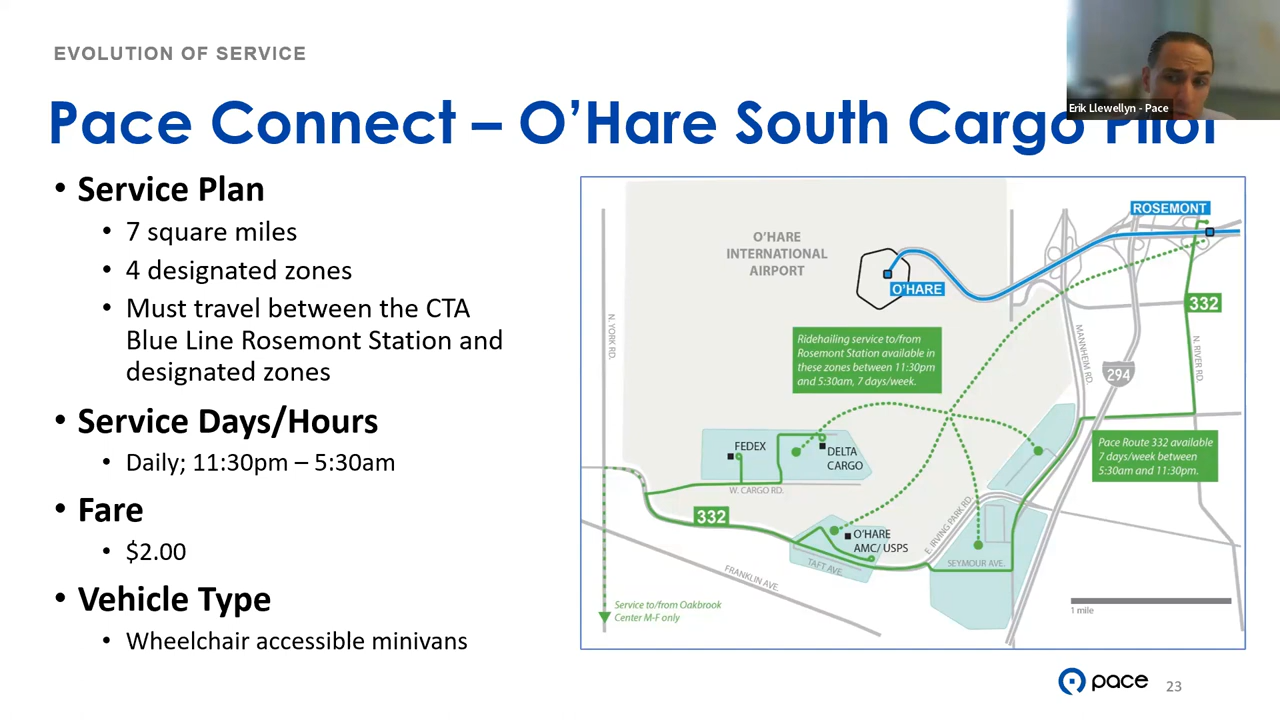 EVOLUTION OF SERVICE
Pace Connect – O’Hare South Cargo Pilot
Erik Llewellyn - Pace
• Service Plan
• 7 square miles
• 4 designated zones
• Must travel between the CTA
Blue Line Rosemont Station and
designated zones
• Service Days/Hours
• Daily; 11:30pm – 5:30am
• Fare
• $2.00
• Vehicle Type
• Wheelchair accessible minivans
ROSEMONT
O’HARE
INTERNATIONAL
AIRPORT
O’HARE
332
N. YORK RD.
MANNHEIM RD.
N. RIVER RD.
294
Ridehailing service to/from
Rosemont Station available in
these zones between 11:30pm
and 5:30am, 7 days/week.
Pace Route 332 available
7 days/week between
5:30am and 11:30pm.
FEDEX
DELTA
CARGO
W. CARGO RD.
332
E. IRVING PARK RD.
O’HARE
AMC/ USPS
TAFT AVE.
SEYMOUR AVE.
FRANKLIN AVE.
Service to/from Oakbrook
Center M-F only
1 mile
pace
23